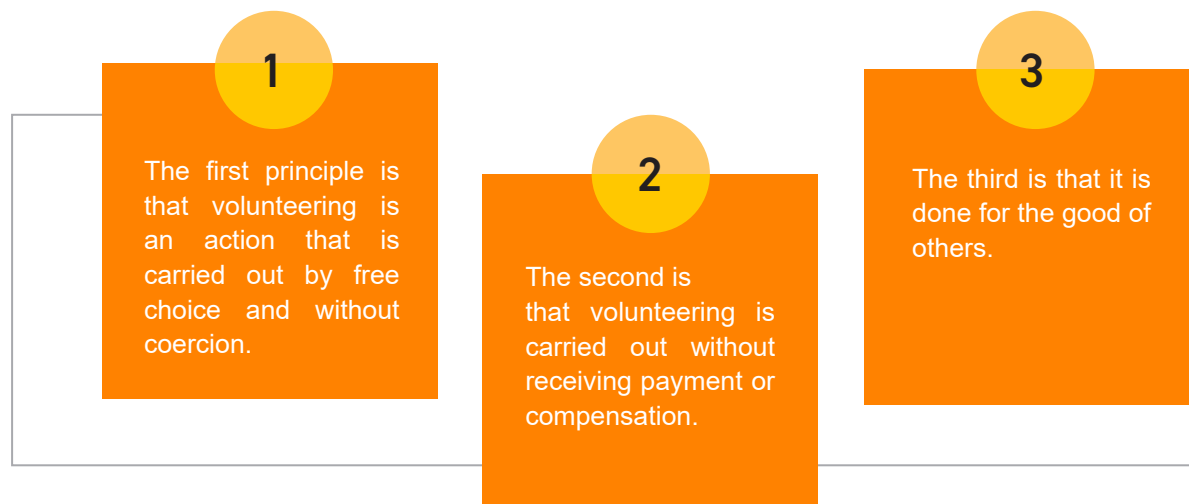 1
The first principle is
that volunteering is
an action that is
carried out by free
choice and without
coercion.
2
The second is
that volunteering is
carried out without
receiving payment or
compensation.
3
The third is that it is
done for the good of
others.